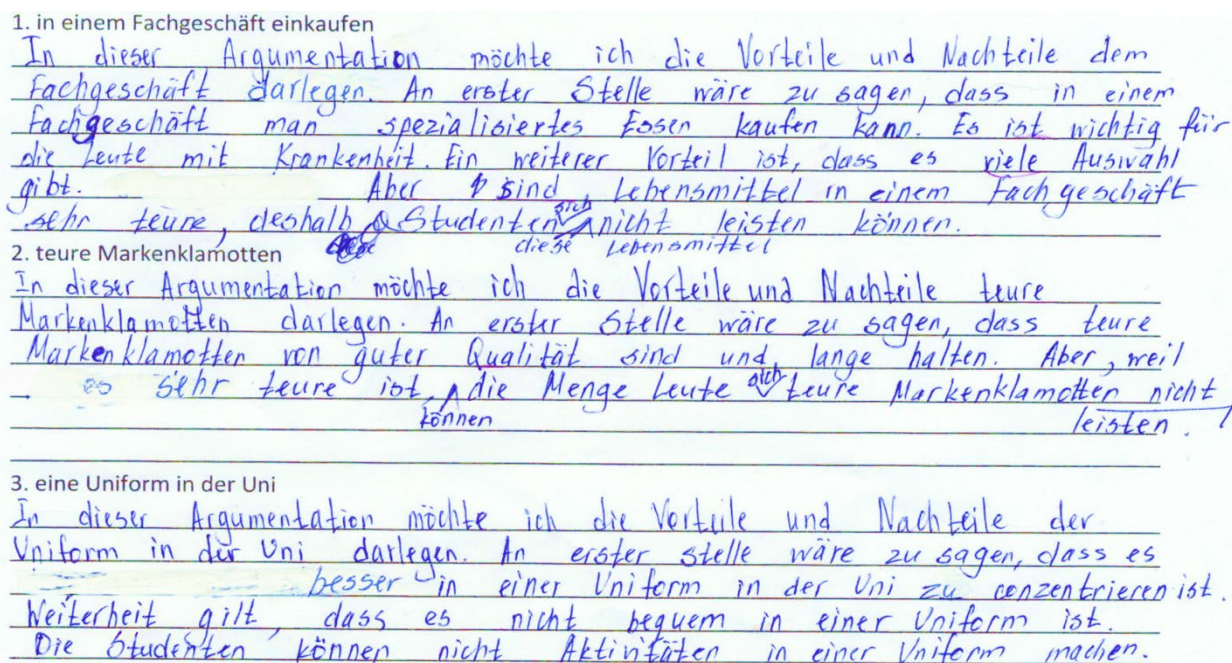 1. in einem Fachgeschäft einkaufen
In dieser Argumentation möchte ich die Vorteile und Nachteile dem
Fachgeschäft darlegen. An erster Stelle wäre zu sagen, dass in einem
Fachgeschäft man spezialisiertes Essen kaufen kann. Es ist wichtig für
die Leute mit Krankenheit. Ein weiterer Vorteil ist, dass es viele Auswahl
gibt. Aber sind Lebensmittel in einem Fachgeschäft
sehr teure, deshalb Studenten sich nicht leisten können.
diese Lebensmittel
2. teure Markenklamotten
In dieser Argumentation möchte ich die Vorteile und Nachteile teure
Markenklamotten darlegen. An erster Stelle wäre zu sagen, dass teure
Markenklamotten von guter Qualität sind und lange halten. Aber, weil
es sehr teure ist, die Menge Leute sich teure Markenklamotten nicht
können leisten.
3. eine Uniform in der Uni
In dieser Argumentation möchte ich die Vorteile und Nachteile der
Uniform in der Uni darlegen. An erster Stelle wäre zu sagen, dass es
besser in einer Uniform in der Uni zu conzentrieren ist.
Weiterheit gilt, dass es nicht bequem in einer Uniform ist.
Die Studenten können nicht Aktivitäten in einer Uniform machen.